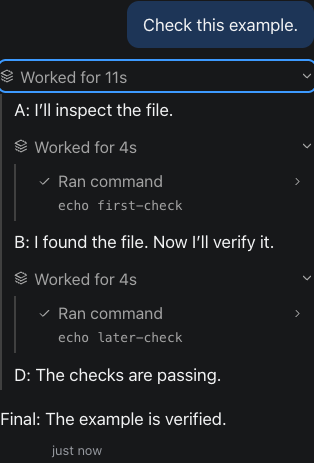 Check this example.
Worked for 11s
A: I’ll inspect the file.
Worked for 4s
Ran command
echo first-check
B: I found the file. Now I’ll verify it.
Worked for 4s
Ran command
echo later-check
D: The checks are passing.
Final: The example is verified.
just now